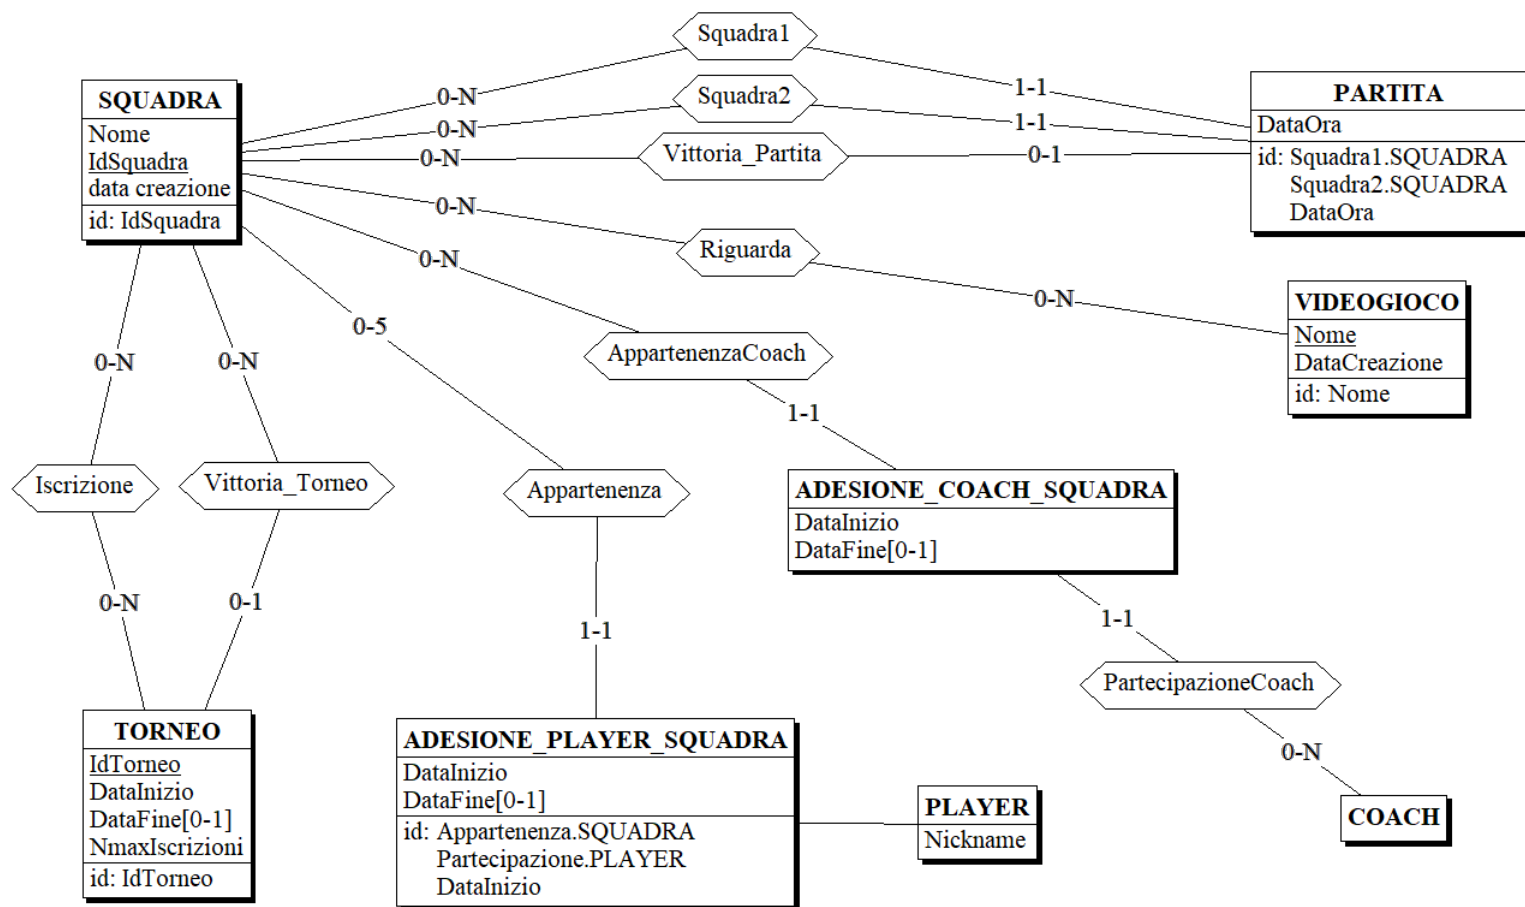 Squadra1
0-N
1-1
SQUADRA
Nome
IdSquadra
data creazione
id: IdSquadra
Squadra2
0-N
1-1
PARTITA
DataOra
id: Squadra1.SQUADRA
Squadra2.SQUADRA
DataOra
0-N
Vittoria_Partita
0-1
0-N
Riguarda
0-N
VIDEOGIOCO
Nome
DataCreazione
id: Nome
0-N
AppartenenzaCoach
1-1
0-5
0-N
0-N
Iscrizione
Vittoria_Torneo
Appartenenza
ADESIONE_COACH_SQUADRA
DataInizio
DataFine[0-1]
0-N
0-1
1-1
1-1
PartecipazioneCoach
0-N
TORNEO
IdTorneo
DataInizio
DataFine[0-1]
NmaxIscrizioni
id: IdTorneo
ADESIONE_PLAYER_SQUADRA
DataInizio
DataFine[0-1]
id: Appartenenza.SQUADRA
Partecipazione.PLAYER
DataInizio
PLAYER
Nickname
COACH